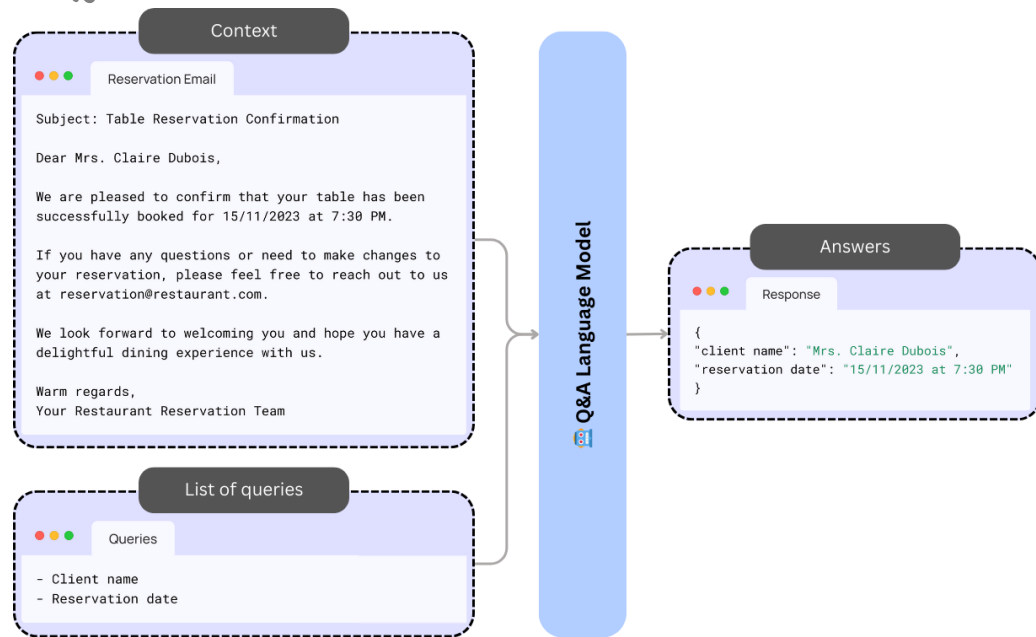 Context
Reservation Email
Subject: Table Reservation Confirmation
Dear Mrs. Claire Dubois,
We are pleased to confirm that your table has been
successfully booked for 15/11/2023 at 7:30 PM.
If you have any questions or need to make changes to
your reservation, please feel free to reach out to us
at reservation@restaurant.com.
We look forward to welcoming you and hope you have a
delightful dining experience with us.
Warm regards,
Your Restaurant Reservation Team
List of queries
Queries
- Client name
- Reservation date
Q&A Language Model
Answers
Response
{
"client name": "Mrs. Claire Dubois",
"reservation date": "15/11/2023 at 7:30 PM"
}